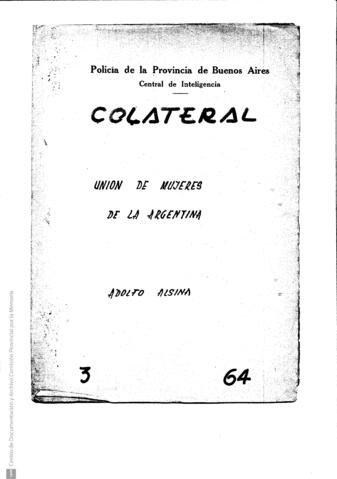 Policía de la Provincia de Buenos Aires
Central de Inteligencia
COLATERAL
UNION DE MUJERES
DE LA ARGENTINA
ADOLFO ALSINA
3 64
Centro de Documentación y Archivo Comisión Provincial por la Memoria